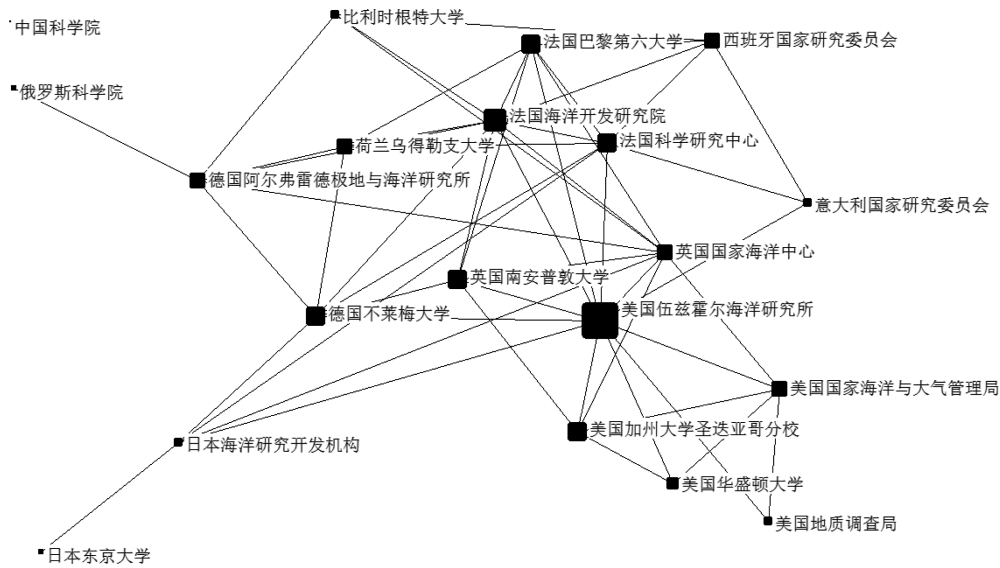 比利时根特大学
中国科学院
法国巴黎第六大学
西班牙国家研究委员会
俄罗斯科学院
法国海洋开发研究院
法国科学研究中心
荷兰乌得勒支大学
德国阿尔弗雷德极地与海洋研究所
意大利国家研究委员会
英国国家海洋中心
英国南安普敦大学
美国伍兹霍尔海洋研究所
德国不莱梅大学
美国国家海洋与大气管理局
美国加州大学圣迭亚哥分校
日本海洋研究开发机构
美国华盛顿大学
美国地质调查局
日本东京大学